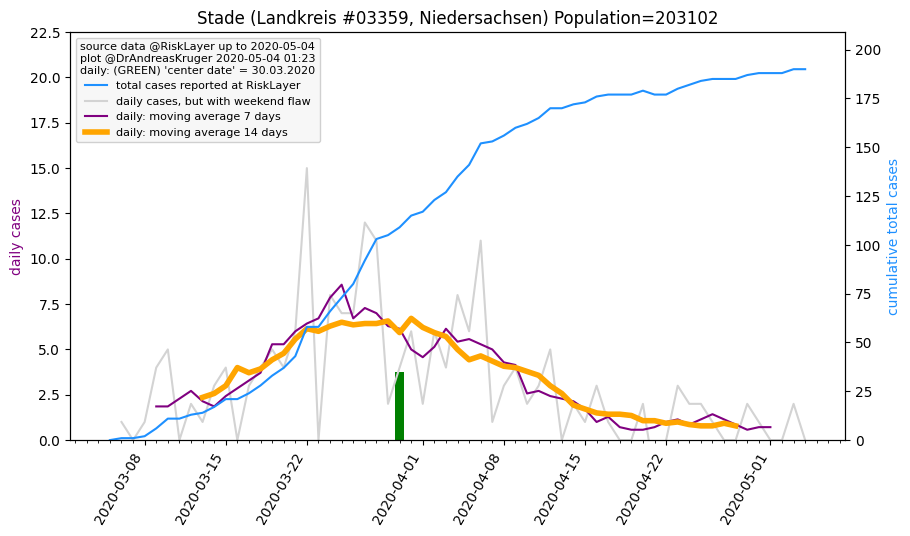 Stade (Landkreis #03359, Niedersachsen) Population=203102
source data @RiskLayer up to 2020-05-04
plot @DrAndreasKruger 2020-05-04 01:23
daily: (GREEN) 'center date' = 30.03.2020
total cases reported at RiskLayer
daily cases, but with weekend flaw
daily: moving average 7 days
daily: moving average 14 days
daily cases
22.5
20.0
17.5
15.0
12.5
10.0
7.5
5.0
2.5
0.0
200
175
150
125
100
75
50
25
0
cumulative total cases
2020-03-08
2020-03-15
2020-03-22
2020-04-01
2020-04-08
2020-04-15
2020-04-22
2020-05-01